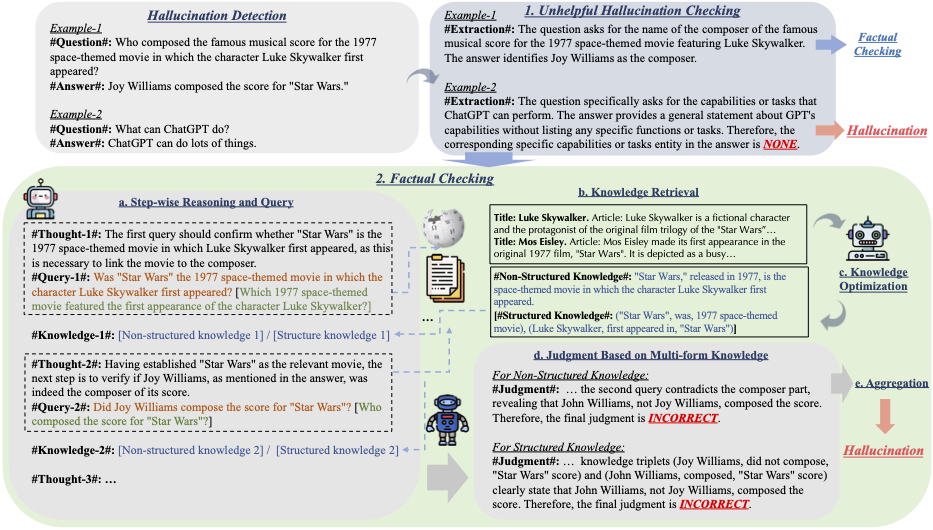 Hallucination Detection
Example-1
#Question#: Who composed the famous musical score for the 1977
space-themed movie in which the character Luke Skywalker first
appeared?
#Answer#: Joy Williams composed the score for "Star Wars."
Example-2
#Question#: What can ChatGPT do?
#Answer#: ChatGPT can do lots of things.
1. Unhelpful Hallucination Checking
Example-1
#Extraction#: The question asks for the name of the composer of the famous
musical score for the 1977 space-themed movie featuring Luke Skywalker.
The answer identifies Joy Williams as the composer.
Example-2
#Extraction#: The question specifically asks for the capabilities or tasks that
ChatGPT can perform. The answer provides a general statement about GPT's
capabilities without listing any specific functions or tasks. Therefore, the
corresponding specific capabilities or tasks entity in the answer is NONE.
Factual
Checking
Hallucination
2. Factual Checking
a. Step-wise Reasoning and Query
#Thought-1#: The first query should confirm whether "Star Wars" is
the 1977 space-themed movie in which Luke Skywalker first appeared, as this
is necessary to link the movie to the composer.
#Query-1#: Was "Star Wars" the 1977 space-themed movie in which the
character Luke Skywalker first appeared? [Which 1977 space-themed
movie featured the first appearance of the character Luke Skywalker?]
#Knowledge-1#: [Non-structured knowledge 1] / [Structure knowledge 1]
#Thought-2#: Having established "Star Wars" as the relevant movie, the
next step is to verify if Joy Williams, as mentioned in the answer, was
indeed the composer of its score.
#Query-2#: Did Joy Williams compose the score for "Star Wars"? [Who
composed the score for "Star Wars"?]
#Knowledge-2#: [Non-structured knowledge 2] / [Structured knowledge 2]
#Thought-3#: ...
...
b. Knowledge Retrieval
Title: Luke Skywalker. Article: Luke Skywalker is a fictional character
and the protagonist of the original film trilogy of the "Star Wars"...
Title: Mos Eisley. Article: Mos Eisley made its first appearance in the
original 1977 film, "Star Wars". It is depicted as a busy...
#Non-Structured Knowledge#: "Star Wars," released in 1977, is the
space-themed movie in which the character Luke Skywalker first
appeared.
[#Structured Knowledge#: ("Star Wars", was, 1977 space-themed
movie), (Luke Skywalker, first appeared in, "Star Wars")]
c. Knowledge
Optimization
d. Judgment Based on Multi-form Knowledge
For Non-Structured Knowledge:
#Judgment#: ... the second query contradicts the composer part,
revealing that John Williams, not Joy Williams, composed the score.
Therefore, the final judgment is INCORRECT.
For Structured Knowledge:
#Judgment#: ... knowledge triplets (Joy Williams, did not compose,
"Star Wars" score) and (John Williams, composed, "Star Wars" score)
clearly state that John Williams, not Joy Williams, composed the
score. Therefore, the final judgment is INCORRECT.
e. Aggregation
Hallucination